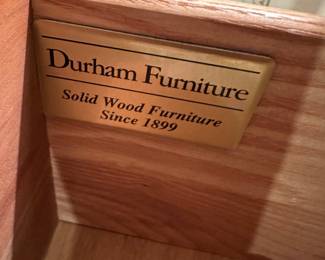 Durham Furniture
Solid Wood Furniture
Since 1899